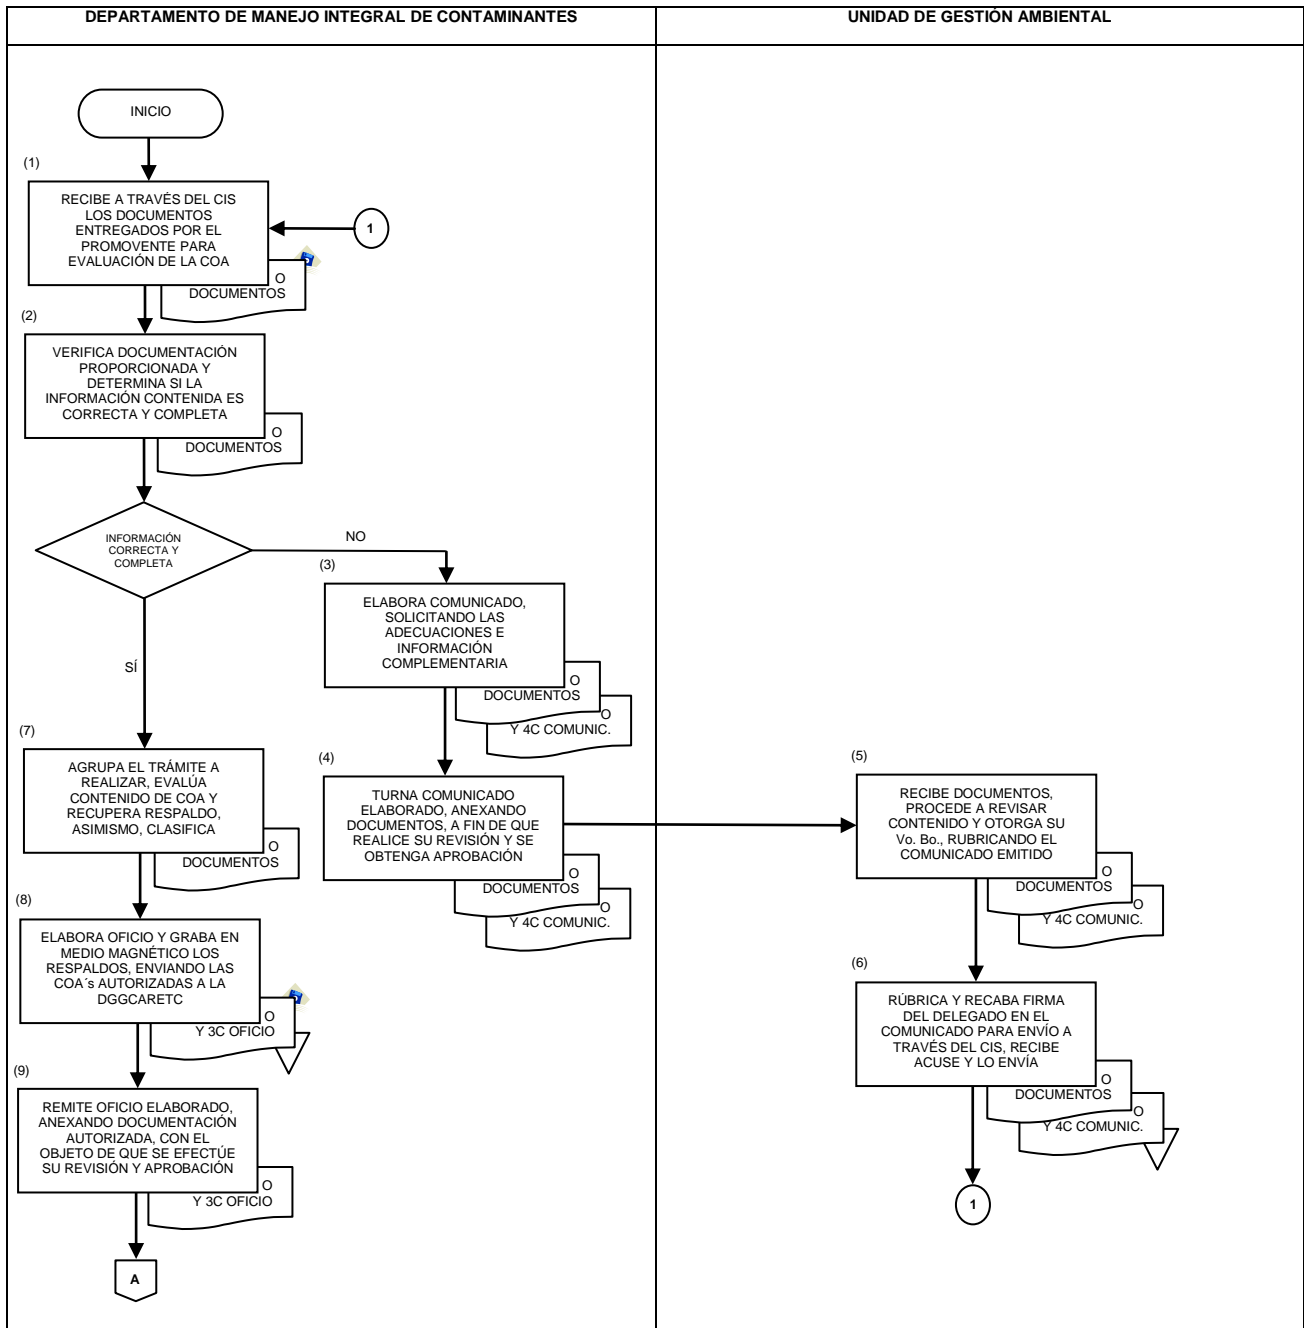 DEPARTAMENTO DE MANEJO INTEGRAL DE CONTAMINANTES
UNIDAD DE GESTIÓN AMBIENTAL
INICIO
(1)
RECIBE A TRAVÉS DEL CIS
LOS DOCUMENTOS
ENTREGADOS POR EL
PROMOVENTE PARA
EVALUACIÓN DE LA COA
1
O
DOCUMENTOS
(2)
VERIFICA DOCUMENTACIÓN
PROPORCIONADA Y
DETERMINA SI LA
INFORMACIÓN CONTENIDA ES
CORRECTA Y COMPLETA
O
DOCUMENTOS
INFORMACIÓN
CORRECTA Y
COMPLETA
NO
SÍ
(3)
ELABORA COMUNICADO,
SOLICITANDO LAS
ADECUACIONES E
INFORMACIÓN
COMPLEMENTARIA
O
DOCUMENTOS
O
Y 4C COMUNIC.
(4)
TURNA COMUNICADO
ELABORADO, ANEXANDO
DOCUMENTOS, A FIN DE QUE
REALICE SU REVISIÓN Y SE
OBTENGA APROBACIÓN
O
DOCUMENTOS
O
Y 4C COMUNIC.
(5)
RECIBE DOCUMENTOS,
PROCEDE A REVISAR
CONTENIDO Y OTORGA SU
Vo. Bo., RUBRICANDO EL
COMUNICADO EMITIDO
O
DOCUMENTOS
O
Y 4C COMUNIC.
(6)
RÚBRICA Y RECABA FIRMA
DEL DELEGADO EN EL
COMUNICADO PARA ENVÍO A
TRAVÉS DEL CIS, RECIBE
ACUSE Y LO ENVÍA
O
DOCUMENTOS
O
Y 4C COMUNIC.
1
(7)
AGRUPA EL TRÁMITE A
REALIZAR, EVALÚA
CONTENIDO DE COA Y
RECUPERA RESPALDO,
ASIMISMO, CLASIFICA
O
DOCUMENTOS
(8)
ELABORA OFICIO Y GRABA EN
MEDIO MAGNÉTICO LOS
RESPALDOS, ENVIANDO LAS
COA´s AUTORIZADAS A LA
DGGCARETC
O
Y 3C OFICIO
(9)
REMITE OFICIO ELABORADO,
ANEXANDO DOCUMENTACIÓN
AUTORIZADA, CON EL
OBJETO DE QUE SE EFECTÚE
SU REVISIÓN Y APROBACIÓN
O
Y 3C OFICIO
A